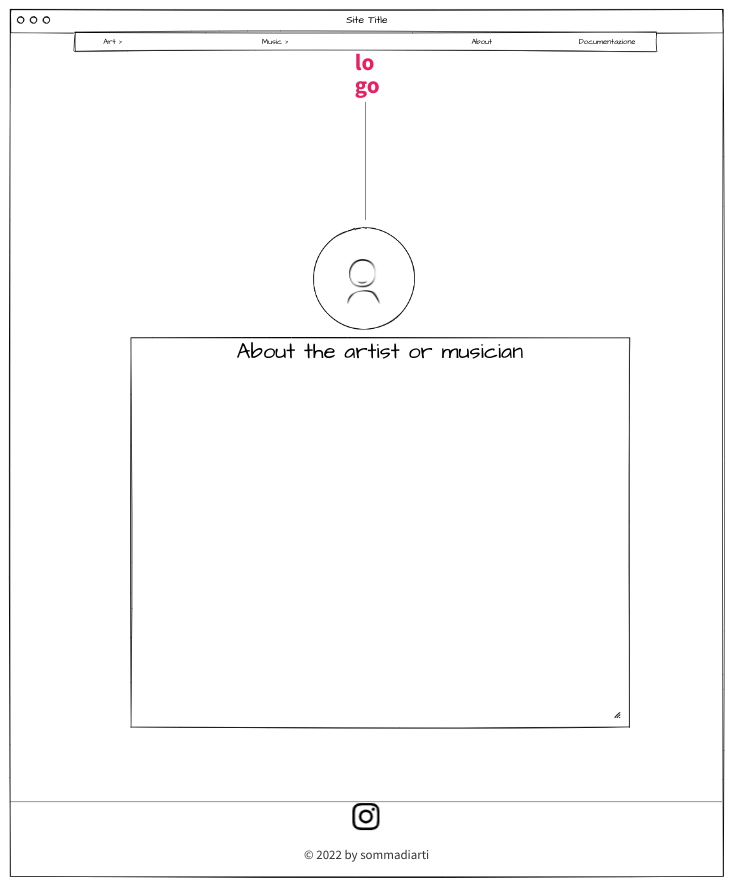 Site Title
Art > Music > About Documentazione
lo
go
About the artist or musician
© 2022 by sommadiarti